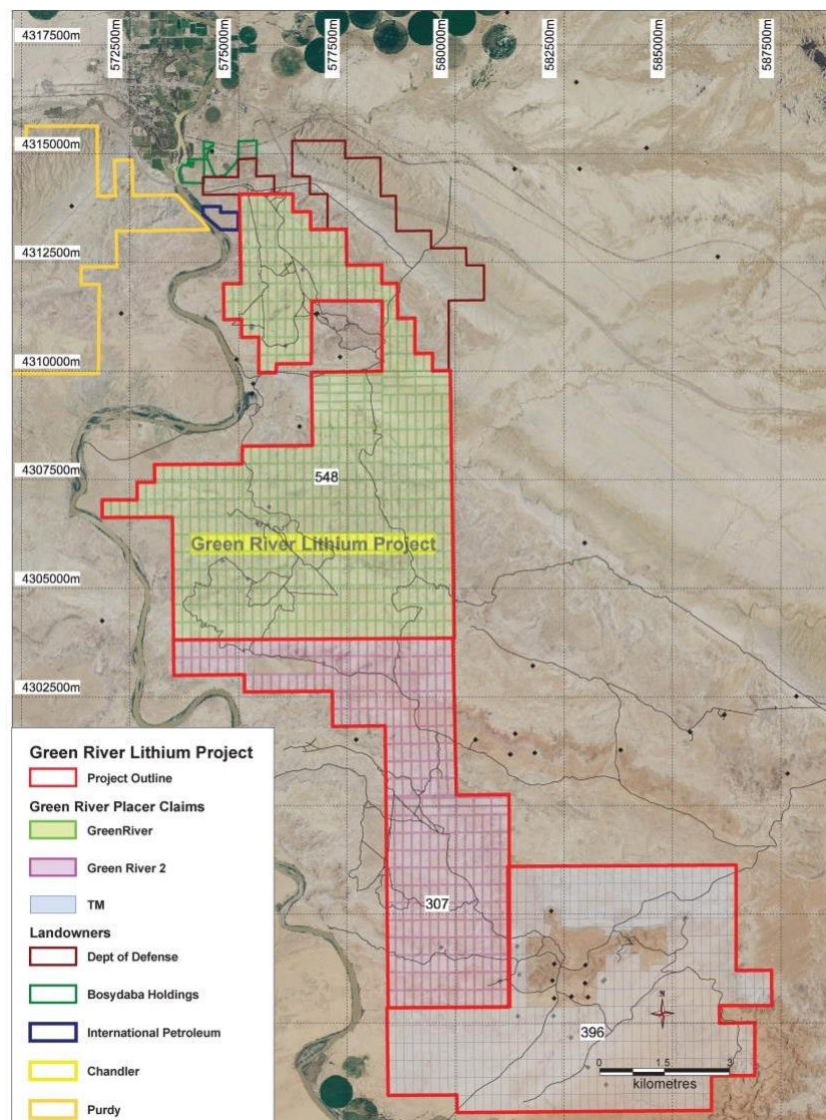 4317500m
572500m
575000m
577500m
580000m
582500m
585000m
587500m
4315000m
4312500m
4310000m
4307500m
548
Green River Lithium Project
4305000m
4302500m
307
396
N
0 1.5 3
kilometres
Green River Lithium Project
Project Outline
Green River Placer Claims
GreenRiver
Green River 2
TM
Landowners
Dept of Defense
Bosydaba Holdings
International Petroleum
Chandler
Purdy